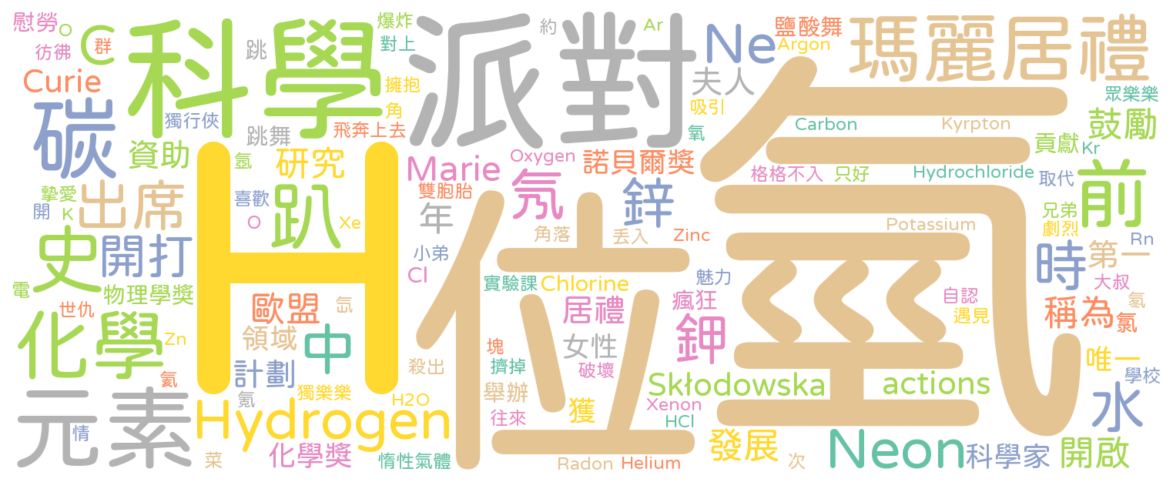 慰勞
O
C
群
彷彿
Curie
科學
跳
爆炸
對上
擁抱
角
派對
約
Ar
Ne
鹽酸舞
Argon
瑪麗居禮
碳
獨行俠
跳舞
飛奔上去
夫人
吸引
氧
Carbon
Kyrpton
眾樂樂
鼓勵
資助
氫
研究
Marie
Oxygen
諾貝爾獎
貢獻
Kr
格格不入
只好
Hydrochloride
取代
摯愛
開
K
出席
喜歡
O
趴
Xe
雙胞胎
年
氖
鋅
前
兄弟
劇烈
史
開打
H
小弟
角落
丟入
Zinc
位
氫
Potassium
時
第一
Rn
大叔
電
物理學獎
Cl
實驗課
Chlorine
魅力
世仇
歐盟
氙
居禮
瘋狂
自認
遇見
稱為
氯
氫
化學
Zn
領域
中
塊
女性
鉀
唯一
氦
計劃
殺出
擠掉
破壞
學校
元素
氪
獨樂樂
舉辦
Skłodowska
actions
水
情
Hydrogen
H2O
往來
獲
Xenon
HCl
菜
化學獎
惰性氣體
Radon
Helium
發展
次
Neon
科學家
開啟